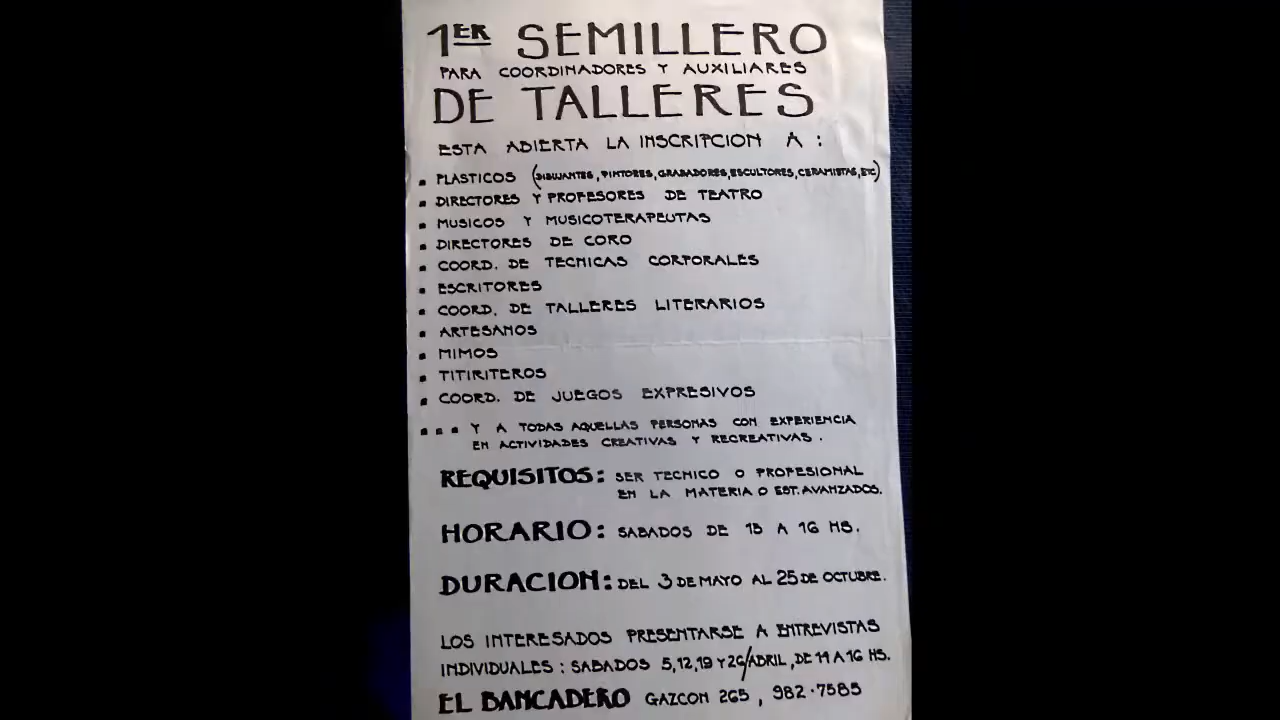 1ER SEMILLERO
PARA COORDINADORES Y AUXILIARES
DE TALLERES
ESTA ABIERTA LA INSCRIPCION A :
▪ PLASTICOS (DIBUJANTES, PINTORES, GRABADORES, ESCULTORES, CERAMISTAS, ETC)
▪ DIRECTORES Y PROFESORES DE TEATRO
▪ MUSICOS Y MUSICOTERAPEUTAS
▪ DIRECTORES DE CORO
▪ COORD. DE TECNICAS CORPORALES
▪ ESCRITORES
▪ COORD. DE TALLERES LITERARIOS
▪ ARTESANOS
▪ MIMOS
▪ TITIRITEROS
▪ COORD. DE JUEGOS EXPRESIVOS
▪ ▪ ▪ Y A TODAS AQUELLAS PERSONAS CON EXPERIENCIA
EN ACTIVIDADES CREATIVAS Y RECREATIVAS.
REQUISITOS: SER TECNICO O PROFESIONAL
EN LA MATERIA O EST. AVANZADOS.
HORARIO: SABADOS DE 13 A 16 HS.
DURACION: DEL 3 DE MAYO AL 25 DE OCTUBRE.
LOS INTERESADOS PRESENTARSE A ENTREVISTAS
INDIVIDUALES : SABADOS 5, 12, 19 Y 26/ABRIL, DE 14 A 16 HS.
EL BANCADERO GAZCON 265, 982·7585